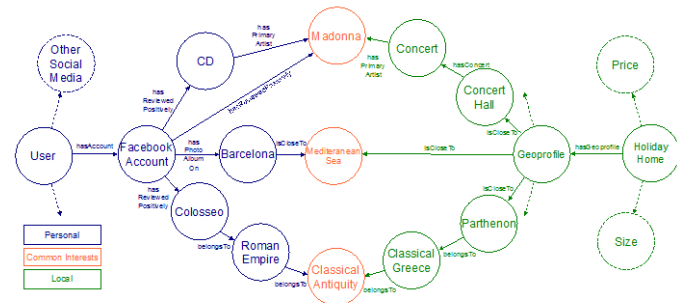 Other
Social
Media
User
hasAccount
Facebook
Account
has
Reviewed
Positively
CD
has
Primary
Artist
Madonna
hasReviewedPositively
has
Primary
Artist
Concert
hasConcert
Concert
Hall
isCloseTo
has
Photo
Album
On
Barcelona
isCloseTo
Mediterranean
Sea
isCloseTo
Geoprofile
hasGeoprofile
Holiday
Home
Price
Size
has
Reviewed
Positively
Colosseo
belongsTo
Roman
Empire
belongsTo
Classical
Antiquity
belongsTo
Classical
Greece
belongsTo
Parthenon
isCloseTo
Personal
Common Interests
Local